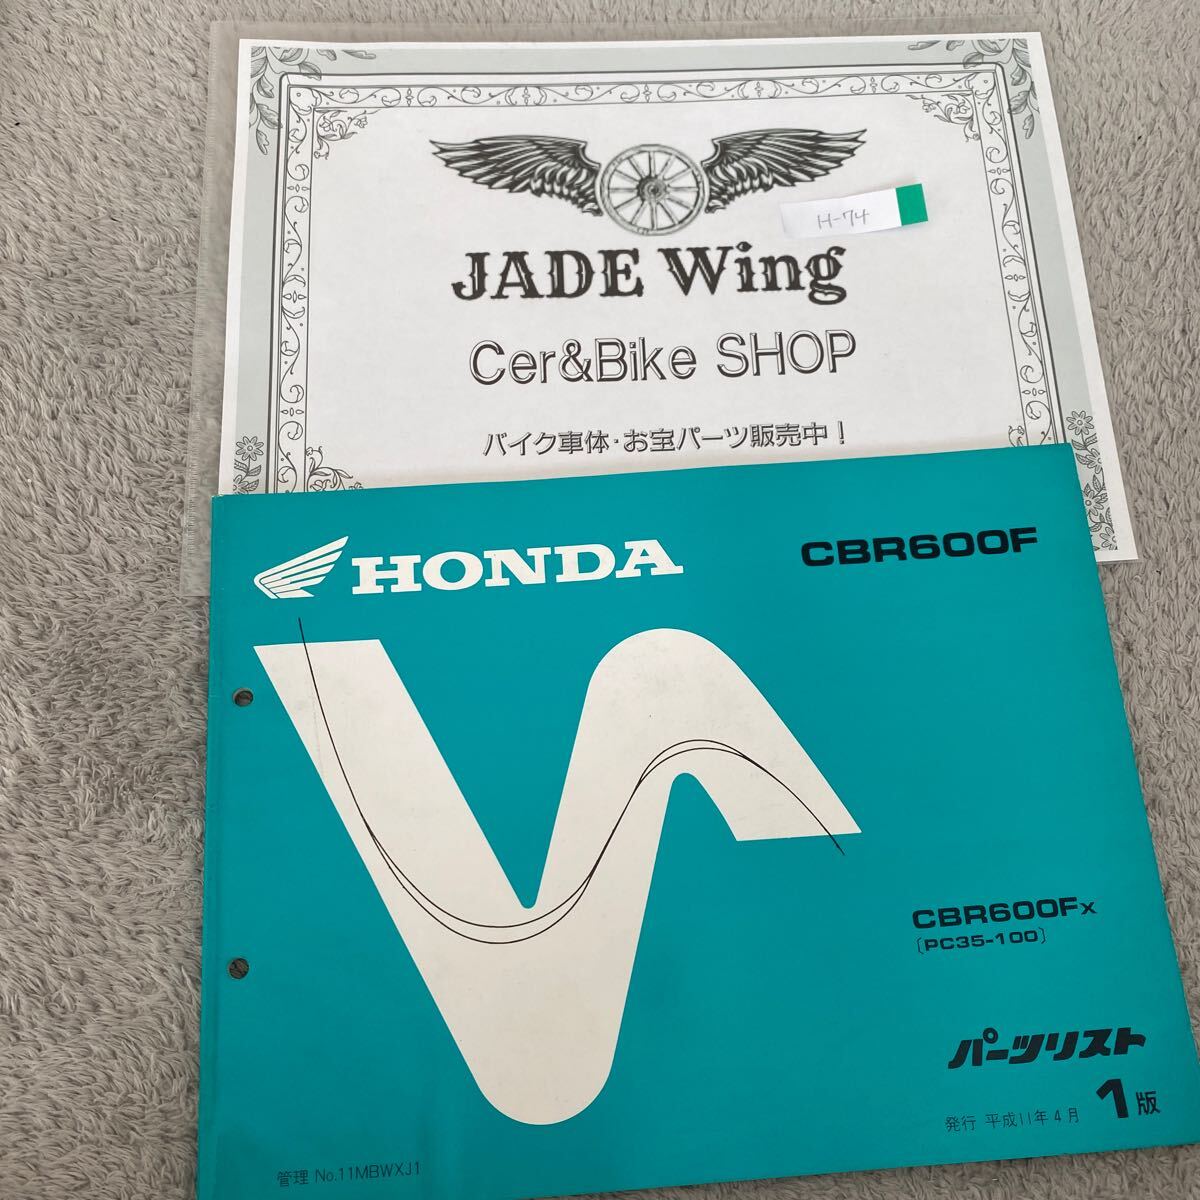 H-74
JADE Wing
Cer&Bike SHOP
バイク車体・お宝パーツ販売中！
HONDA
CBR600F
CBR600Fx
〔PC35-100〕
パーツリスト
発行 平成11年4月 1版
管理 No.11MBWXJ1